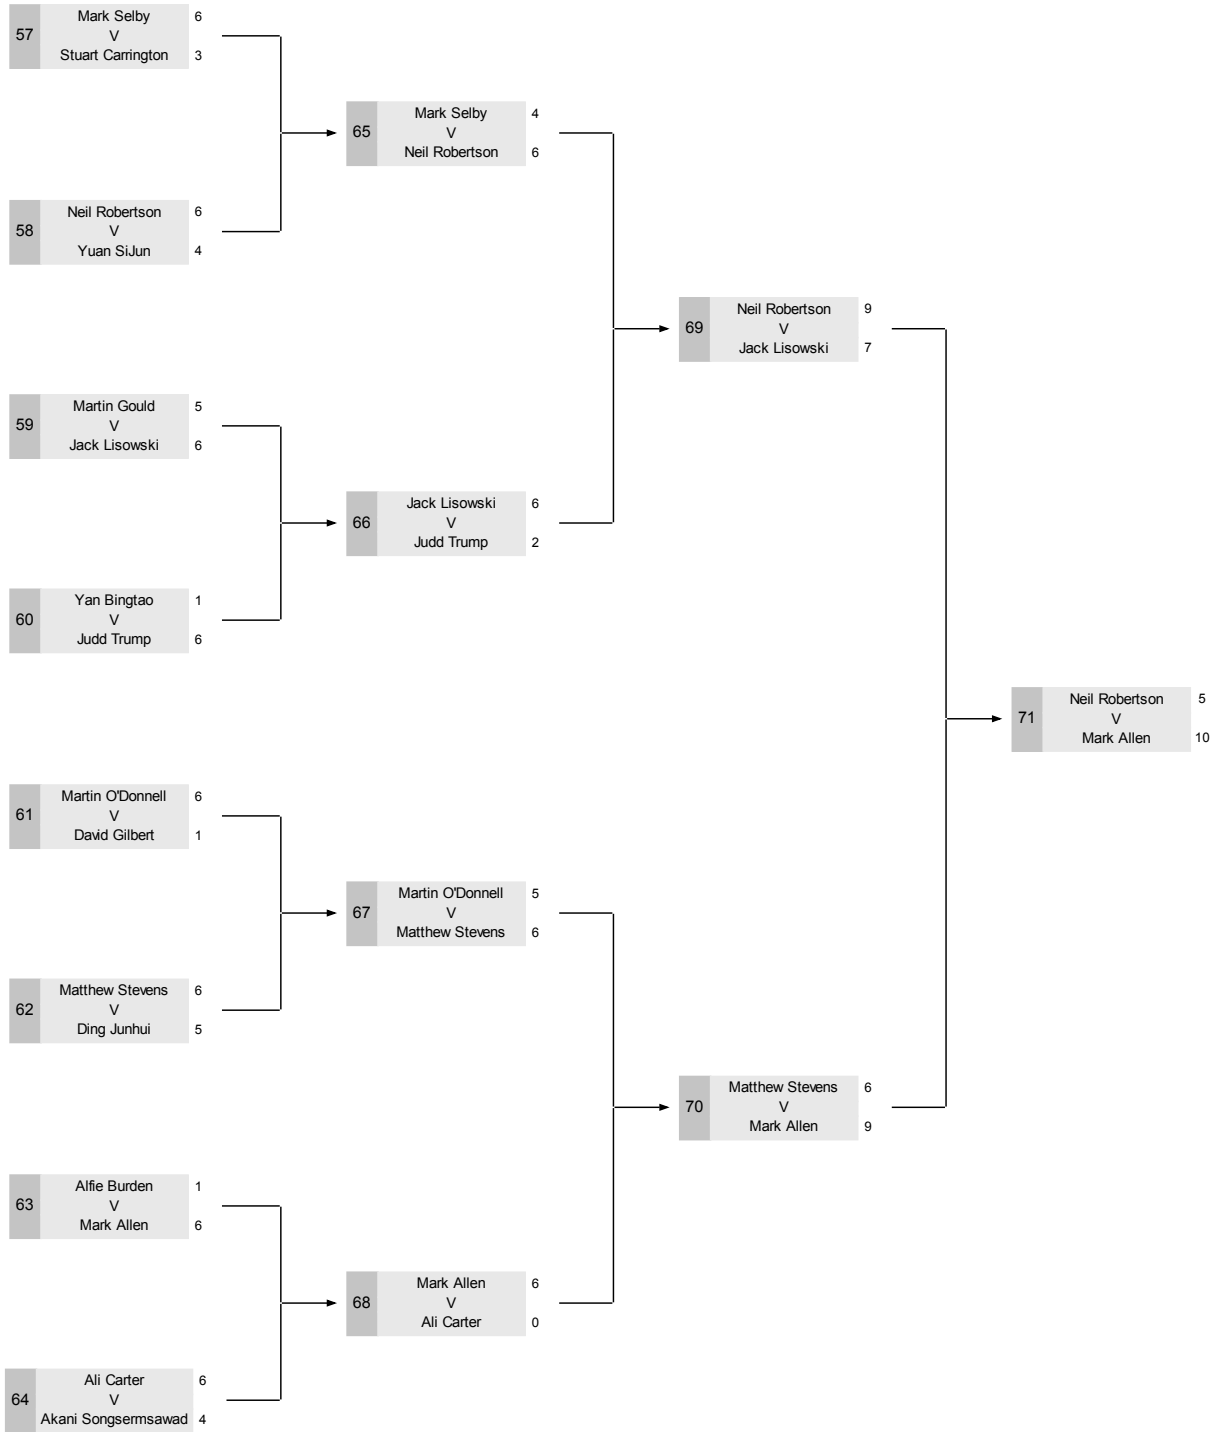 57
Mark Selby 6
V
Stuart Carrington 3
58
Neil Robertson 6
V
Yuan SiJun 4
59
Martin Gould 5
V
Jack Lisowski 6
60
Yan Bingtao 1
V
Judd Trump 6
61
Martin O'Donnell 6
V
David Gilbert 1
62
Matthew Stevens 6
V
Ding Junhui 5
63
Alfie Burden 1
V
Mark Allen 6
64
Ali Carter 6
V
Akani Songsermsawad 4
65
Mark Selby 4
V
Neil Robertson 6
66
Jack Lisowski 6
V
Judd Trump 2
67
Martin O'Donnell 5
V
Matthew Stevens 6
68
Mark Allen 6
V
Ali Carter 0
69
Neil Robertson 9
V
Jack Lisowski 7
70
Matthew Stevens 6
V
Mark Allen 9
71
Neil Robertson 5
V
Mark Allen 10